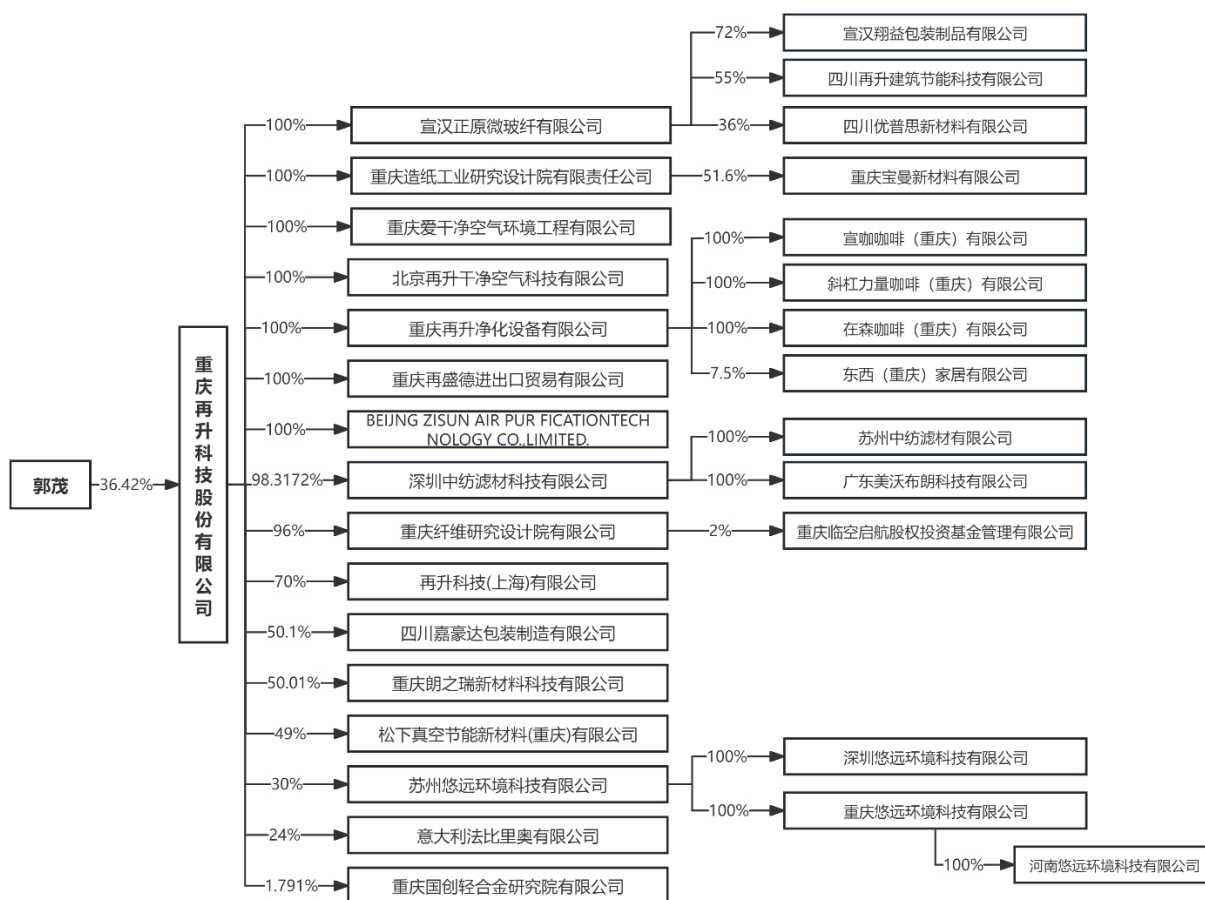 郭茂
36.42%
重庆再升科技股份有限公司
100%
宣汉正原微玻纤有限公司
72%
宣汉翔益包装制品有限公司
55%
四川再升建筑节能科技有限公司
36%
四川优普思新材料有限公司
100%
重庆造纸工业研究设计院有限责任公司
51.6%
重庆宝曼新材料有限公司
100%
重庆爱干净空气环境工程有限公司
100%
北京再升干净空气科技有限公司
100%
重庆再升净化设备有限公司
100%
宣咖咖啡（重庆）有限公司
100%
斜杠力量咖啡（重庆）有限公司
100%
在森咖啡（重庆）有限公司
7.5%
东西（重庆）家居有限公司
100%
重庆再盛德进出口贸易有限公司
100%
BEIJNG ZISUN AIR PUR FICATIONTECH
NOLOGY CO.,LIMITED.
98.3172%
深圳中纺滤材科技有限公司
100%
苏州中纺滤材有限公司
100%
广东美沃布朗科技有限公司
96%
重庆纤维研究设计院有限公司
2%
重庆临空启航股权投资基金管理有限公司
70%
再升科技(上海)有限公司
50.1%
四川嘉豪达包装制造有限公司
50.01%
重庆朗之瑞新材料科技有限公司
49%
松下真空节能新材料(重庆)有限公司
30%
苏州悠远环境科技有限公司
100%
深圳悠远环境科技有限公司
100%
重庆悠远环境科技有限公司
100%
河南悠远环境科技有限公司
24%
意大利法比里奥有限公司
1.791%
重庆国创轻合金研究院有限公司